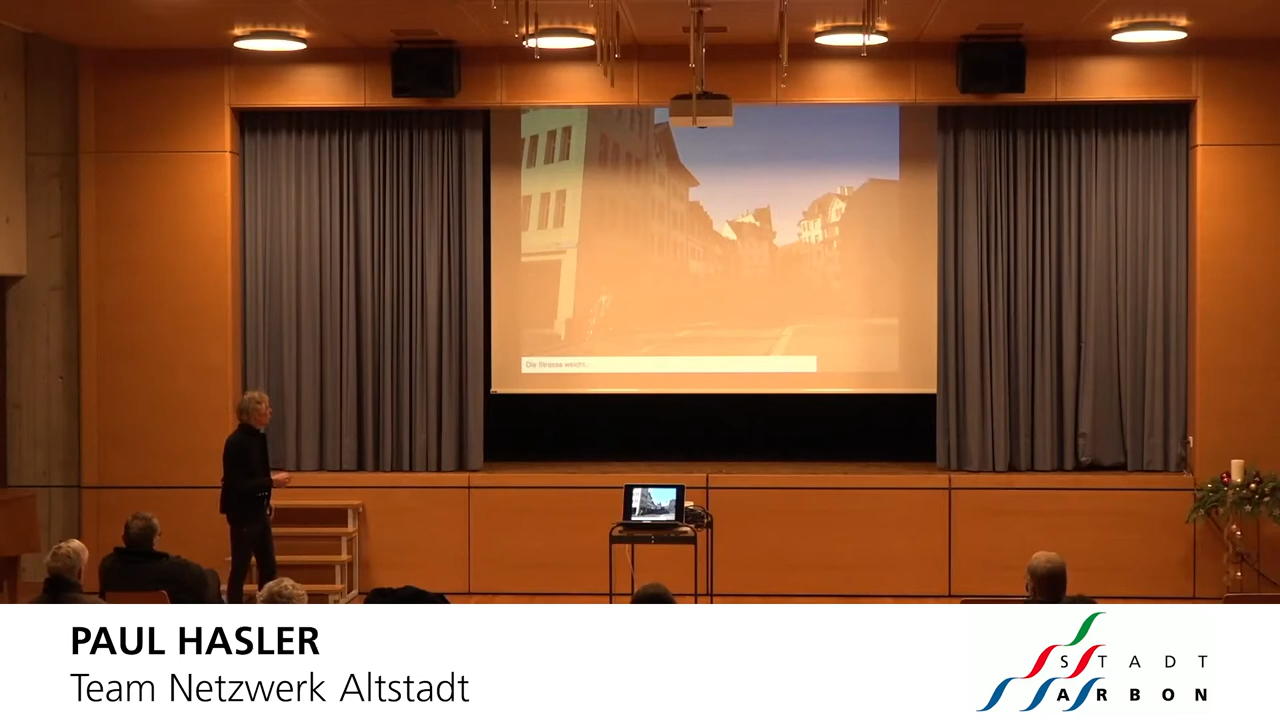 Die Strasse weicht..
PAUL HASLER
Team Netzwerk Altstadt
STADT
ARBON